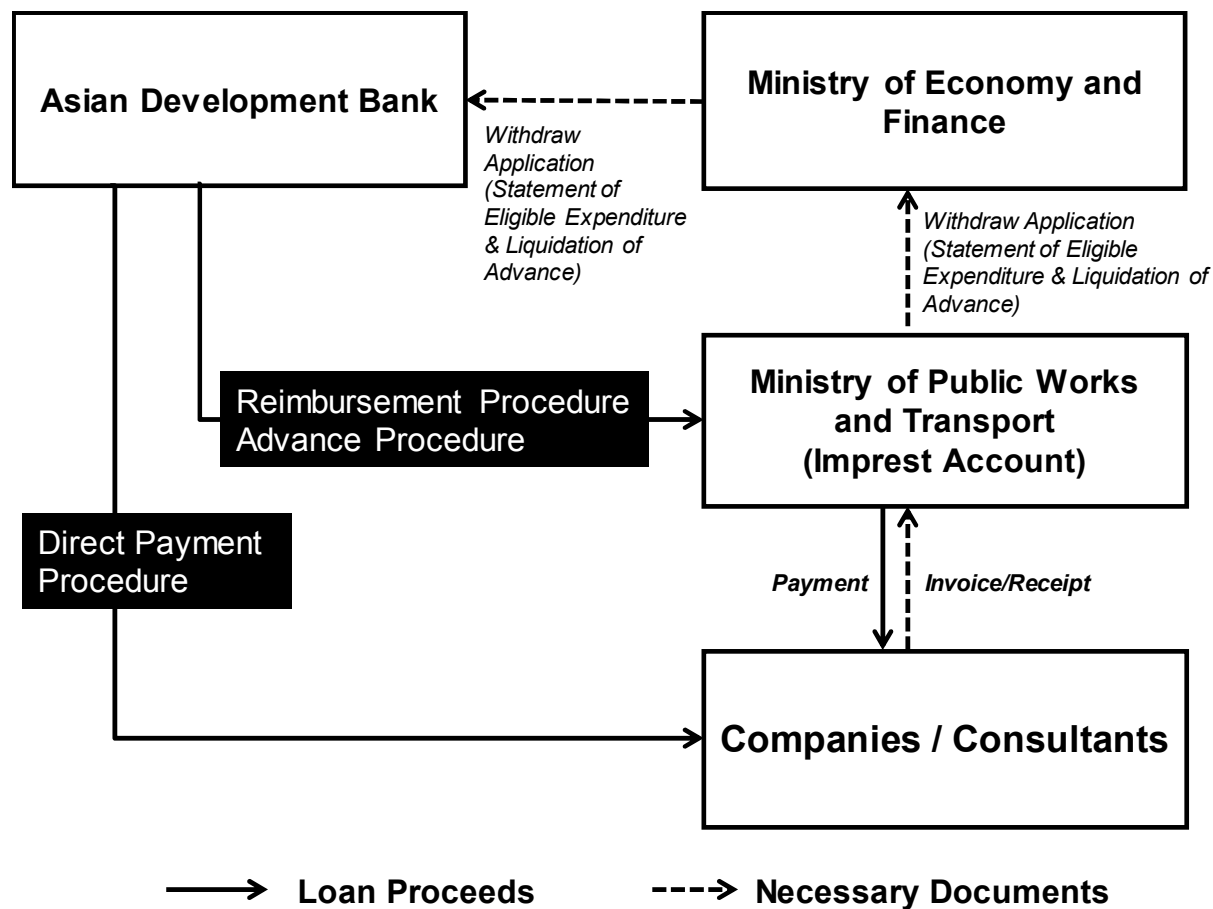 Asian Development Bank
Ministry of Economy and
Finance
Withdraw
Application
(Statement of
Eligible Expenditure
& Liquidation of
Advance)
Withdraw Application
(Statement of Eligible
Expenditure & Liquidation of
Advance)
Reimbursement Procedure
Advance Procedure
Ministry of Public Works
and Transport
(Imprest Account)
Direct Payment
Procedure
Payment
Invoice/Receipt
Companies / Consultants
Loan Proceeds
Necessary Documents